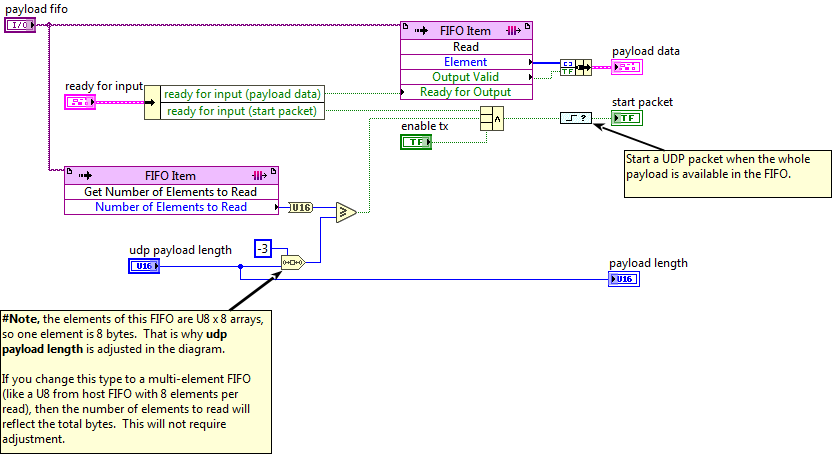 payload fifo
I/O
FIFO Item
Read
Element
Output Valid
Ready for Output
TF
payload data
ready for input
ready for input (payload data)
ready for input (start packet)
enable tx
TF
start packet
TF
?
Start a UDP packet when the whole
payload is available in the FIFO.
FIFO Item
Get Number of Elements to Read
Number of Elements to Read
U16
≥
-3
udp payload length
U16
payload length
U16
#Note, the elements of this FIFO are U8 x 8 arrays,
so one element is 8 bytes.  That is why udp
payload length is adjusted in the diagram.
If you change this type to a multi-element FIFO
(like a U8 from host FIFO with 8 elements per
read), then the number of elements to read will
reflect the total bytes.  This will not require
adjustment.